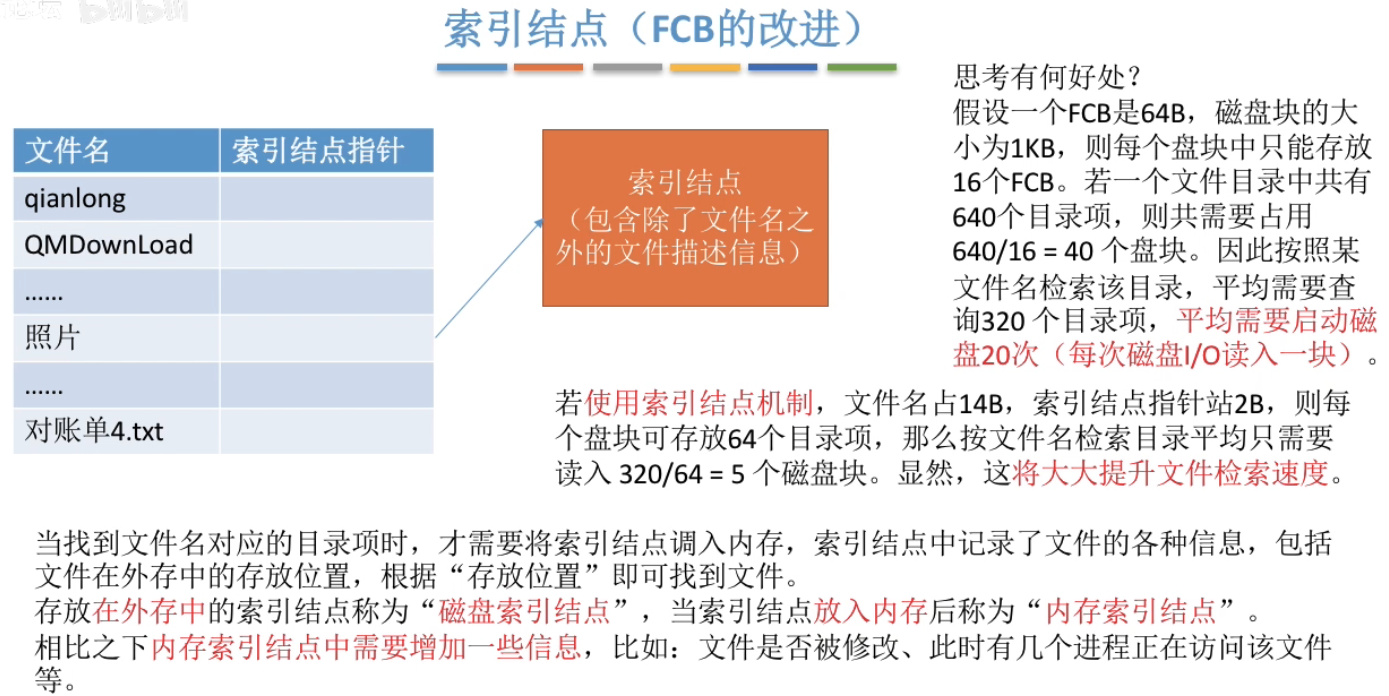 索引结点（FCB的改进）
思考有何好处？
假设一个FCB是64B，磁盘块的大
小为1KB，则每个盘块中只能存放
16个FCB。若一个文件目录中共有
640个目录项，则共需要占用
640/16 = 40 个盘块。因此按照某
文件名检索该目录，平均需要查
询320 个目录项，平均需要启动磁
盘20次（每次磁盘I/O读入一块）。
文件名 索引结点指针
qianlong
QMDownLoad
......
照片
......
对账单4.txt
索引结点
（包含除了文件名之
外的文件描述信息）
若使用索引结点机制，文件名占14B，索引结点指针站2B，则每
个盘块可存放64个目录项，那么按文件名检索目录平均只需要
读入 320/64 = 5 个磁盘块。显然，这将大大提升文件检索速度。
当找到文件名对应的目录项时，才需要将索引结点调入内存，索引结点中记录了文件的各种信息，包括
文件在外存中的存放位置，根据“存放位置”即可找到文件。
存放在外存中的索引结点称为“磁盘索引结点”，当索引结点放入内存后称为“内存索引结点”。
相比之下内存索引结点中需要增加一些信息，比如：文件是否被修改、此时有几个进程正在访问该文件
等。